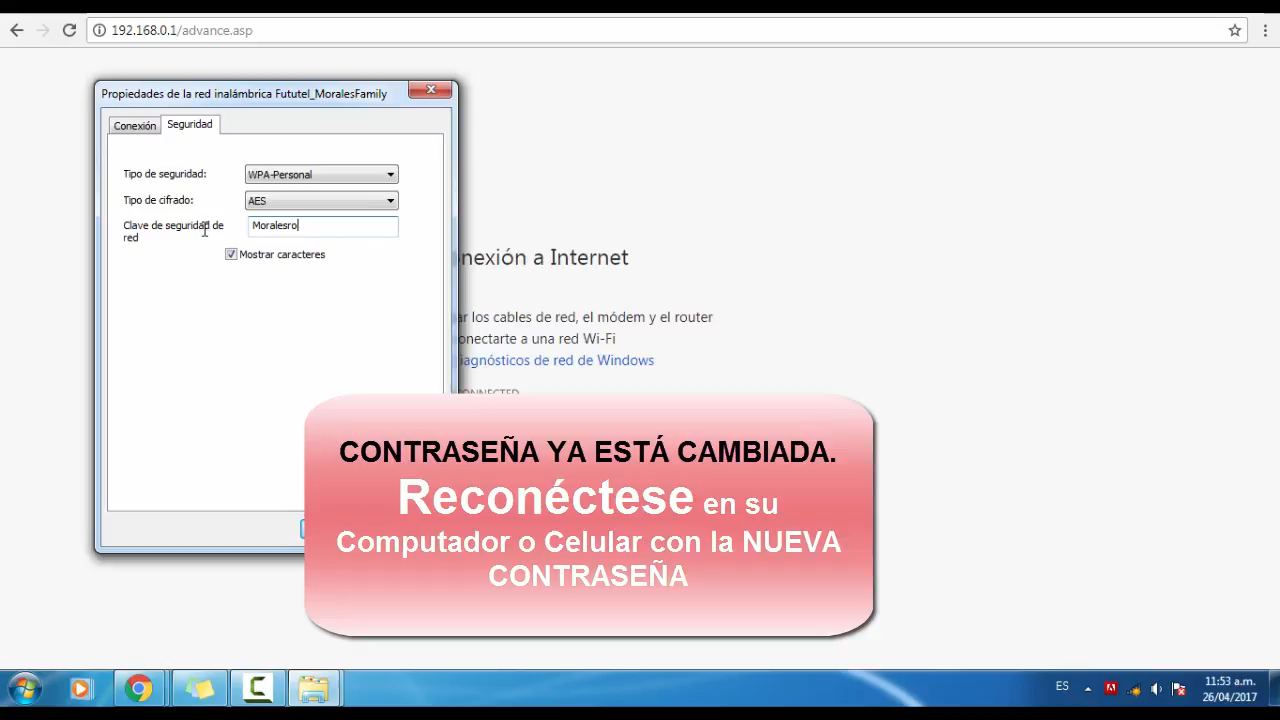 192.168.0.1/advance.asp
Propiedades de la red inalámbrica Fututel_MoralesFamily
Conexión
Seguridad
Tipo de seguridad:
WPA-Personal
Tipo de cifrado:
AES
Clave de seguridad de
red
Moralesro
Mostrar caracteres
nexión a Internet
ar los cables de red, el módem y el router
onectarte a una red Wi-Fi
iagnósticos de red de Windows
CONTRASEÑA YA ESTÁ CAMBIADA.
Reconéctese en su
Computador o Celular con la NUEVA
CONTRASEÑA
ES
11:53 a.m.
26/04/2017